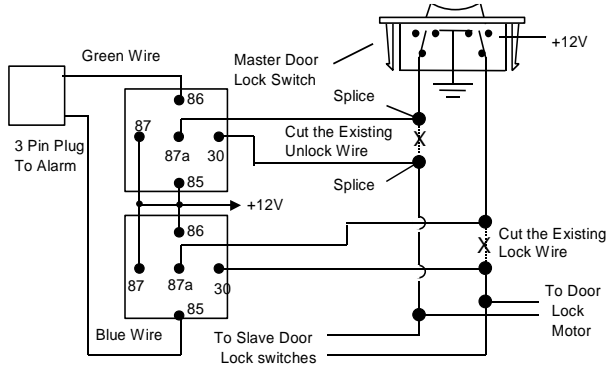 Green Wire
Master Door
Lock Switch
+12V
3 Pin Plug
To Alarm
86
87
87a
30
85
Splice
Cut the Existing
Unlock Wire
X
Splice
+12V
86
87
87a
30
85
Cut the Existing
Lock Wire
X
Blue Wire
To Slave Door
Lock switches
To Door
Lock
Motor